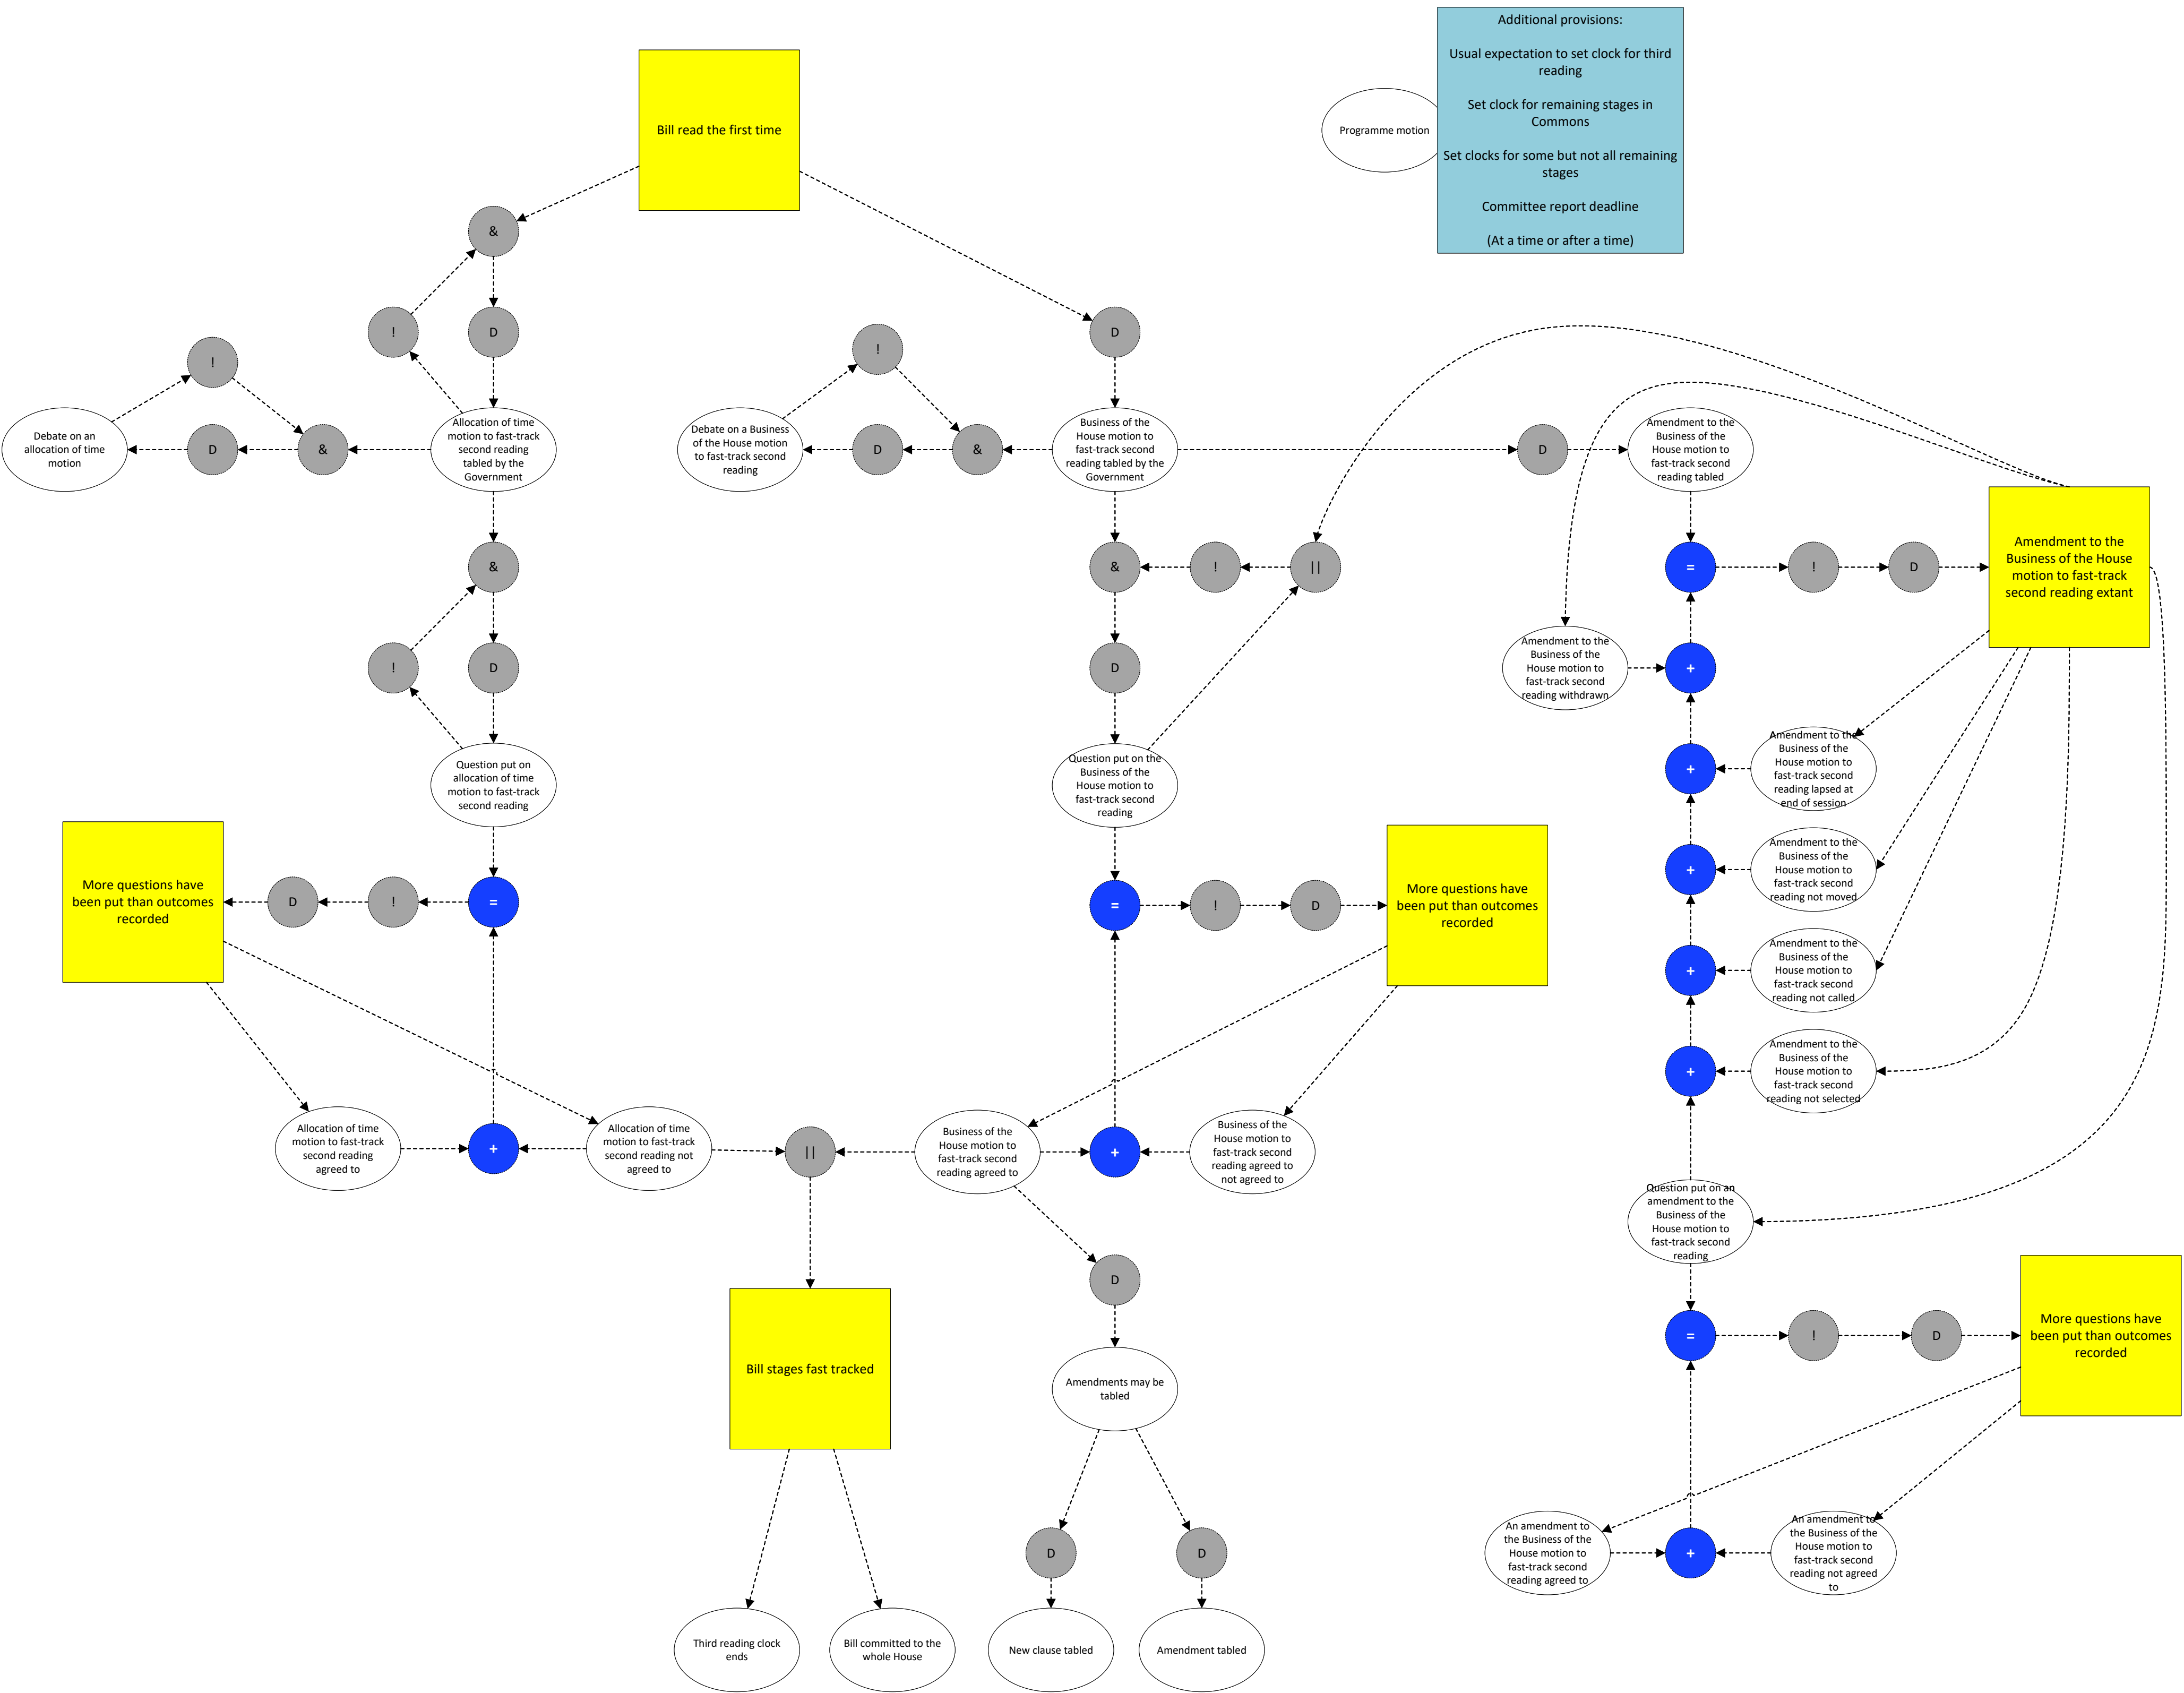 Additional provisions:
Usual expectation to set clock for third
reading
Set clock for remaining stages in
Commons
Set clocks for some but not all remaining
stages
Committee report deadline
(At a time or after a time)
Programme motion
Bill read the first time
&
!
D
D
!
!
Debate on an
allocation of time
motion
D
&
Allocation of time
motion to fast-track
second reading
tabled by the
Government
Debate on a Business
of the House motion
to fast-track second
reading
D
&
Business of the
House motion to
fast-track second
reading tabled by the
Government
D
Amendment to the
Business of the
House motion to
fast-track second
reading tabled
&
&
!
||
=
!
D
Amendment to the
Business of the House
motion to fast-track
second reading extant
!
D
D
Amendment to the
Business of the
House motion to
fast-track second
reading withdrawn
+
Question put on
allocation of time
motion to fast-track
second reading
Question put on the
Business of the
House motion to
fast-track second
reading
+
Amendment to the
Business of the
House motion to
fast-track second
reading lapsed at
end of session
+
Amendment to the
Business of the
House motion to
fast-track second
reading not moved
More questions have
been put than outcomes
recorded
D
!
=
=
!
D
More questions have
been put than outcomes
recorded
+
Amendment to the
Business of the
House motion to
fast-track second
reading not called
+
Amendment to the
Business of the
House motion to
fast-track second
reading not selected
Allocation of time
motion to fast-track
second reading
agreed to
+
Allocation of time
motion to fast-track
second reading not
agreed to
||
Business of the
House motion to
fast-track second
reading agreed to
+
Business of the
House motion to
fast-track second
reading agreed to
not agreed to
Question put on an
amendment to the
Business of the
House motion to
fast-track second
reading
D
=
!
D
More questions have
been put than outcomes
recorded
Bill stages fast tracked
Amendments may be
tabled
D
D
An amendment to
the Business of the
House motion to
fast-track second
reading agreed to
+
An amendment to
the Business of the
House motion to
fast-track second
reading not agreed
to
Third reading clock
ends
Bill committed to the
whole House
New clause tabled
Amendment tabled